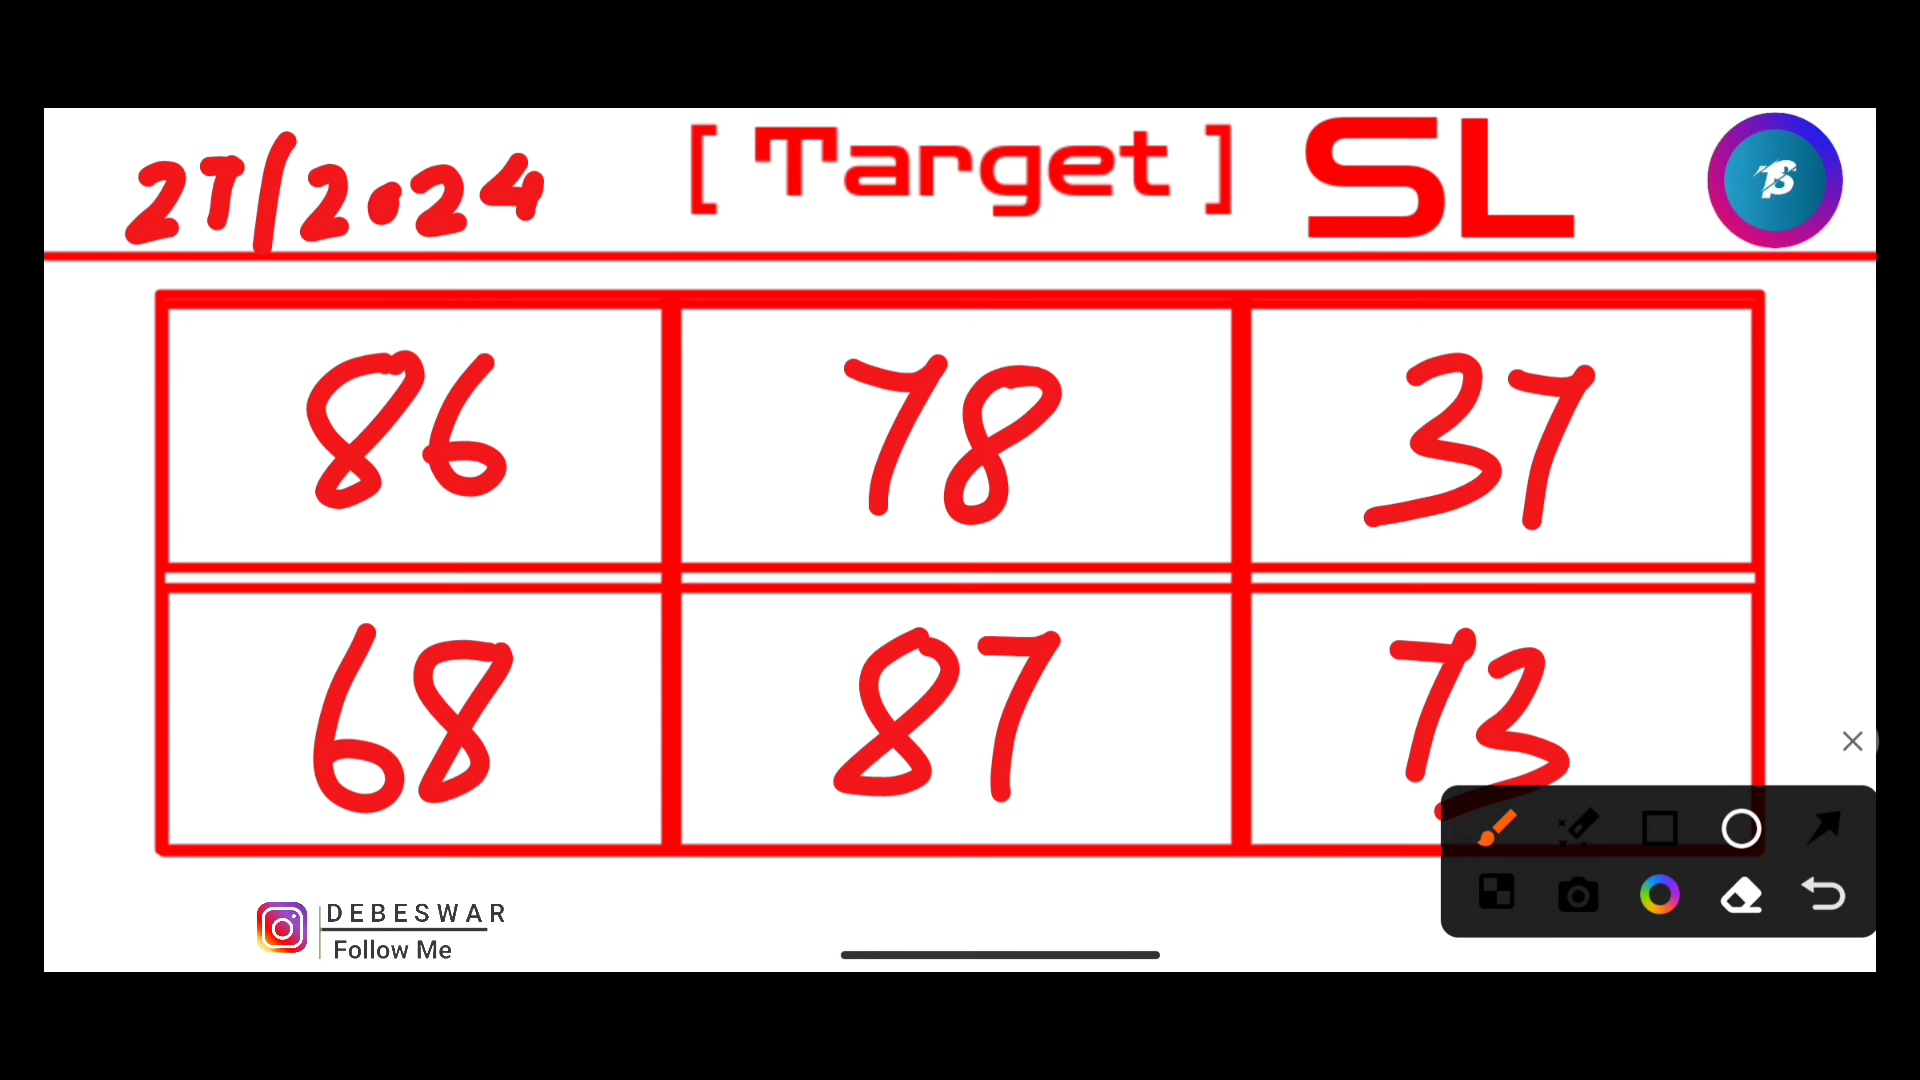 27/2024 [ Target ] SL
86 78 37
68 87 73
DEBESWAR
Follow Me